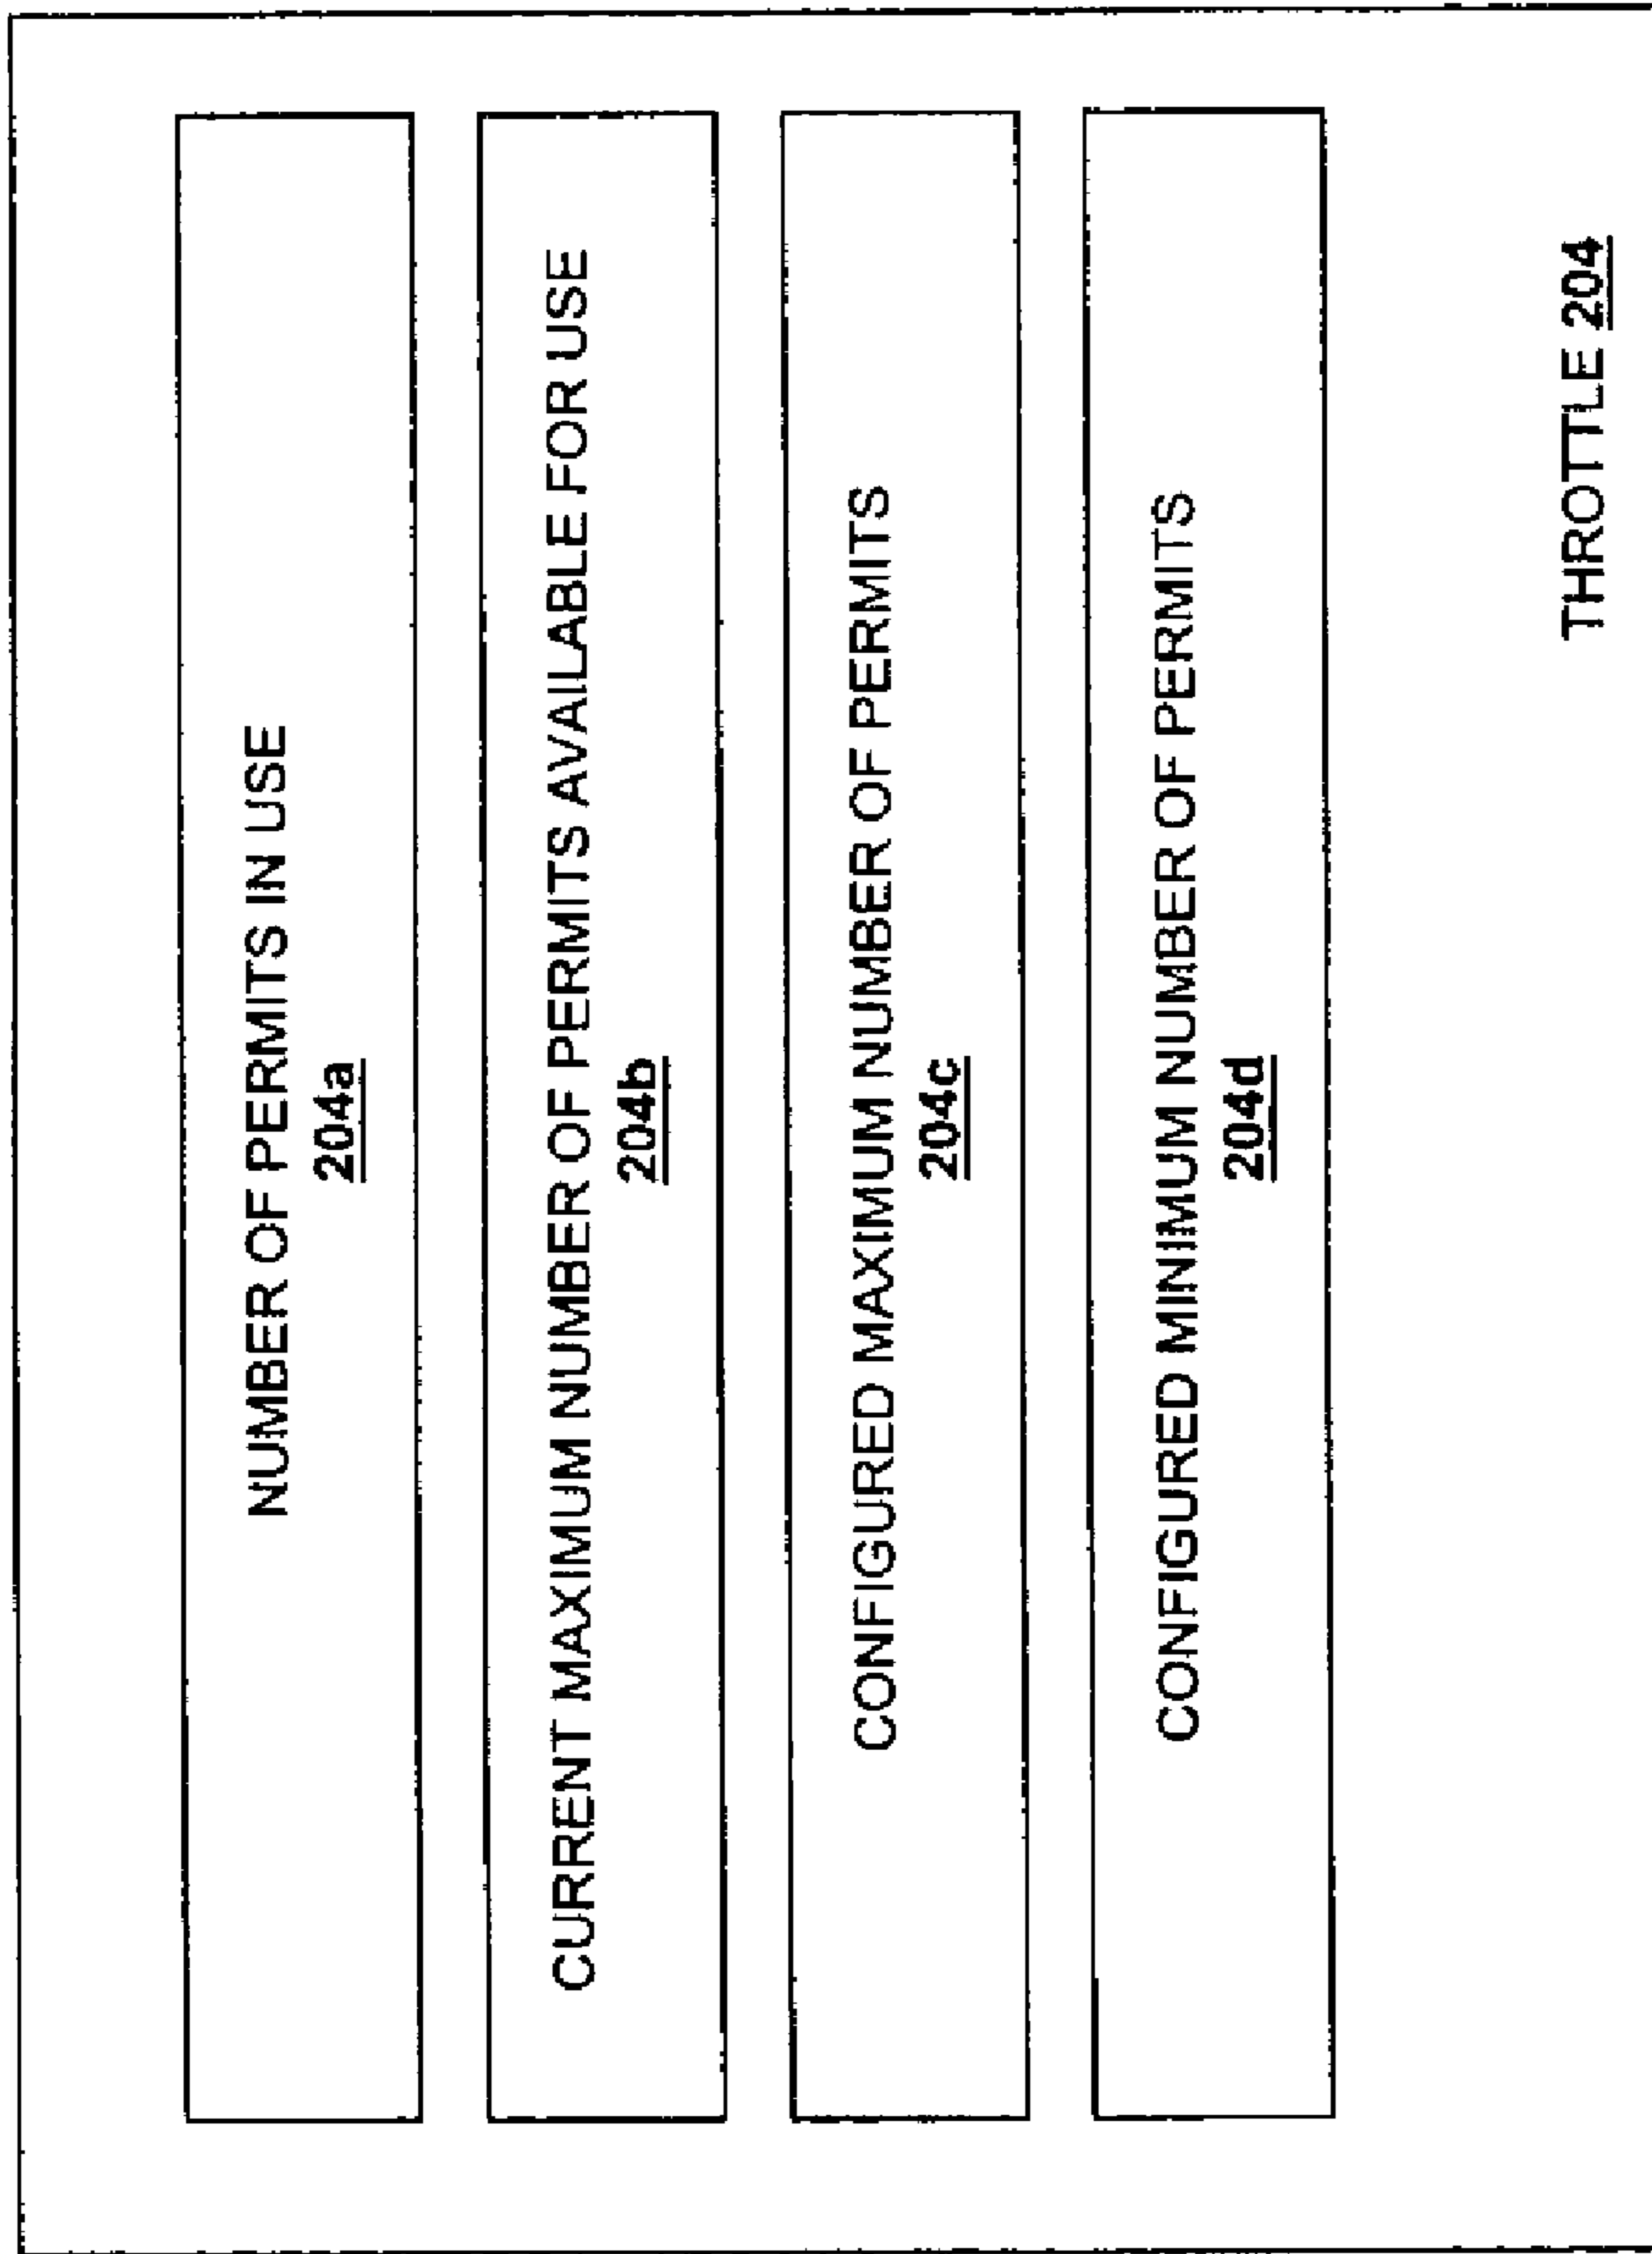 NUMBER OF PERMITS IN USE
204a
CURRENT MAXIMUM NUMBER OF PERMITS AVAILABLE FOR USE
204b
CONFIGURED MAXIMUM NUMBER OF PERMITS
204c
CONFIGURED MINIMUM NUMBER OF PERMITS
204d
THROTTLE 204